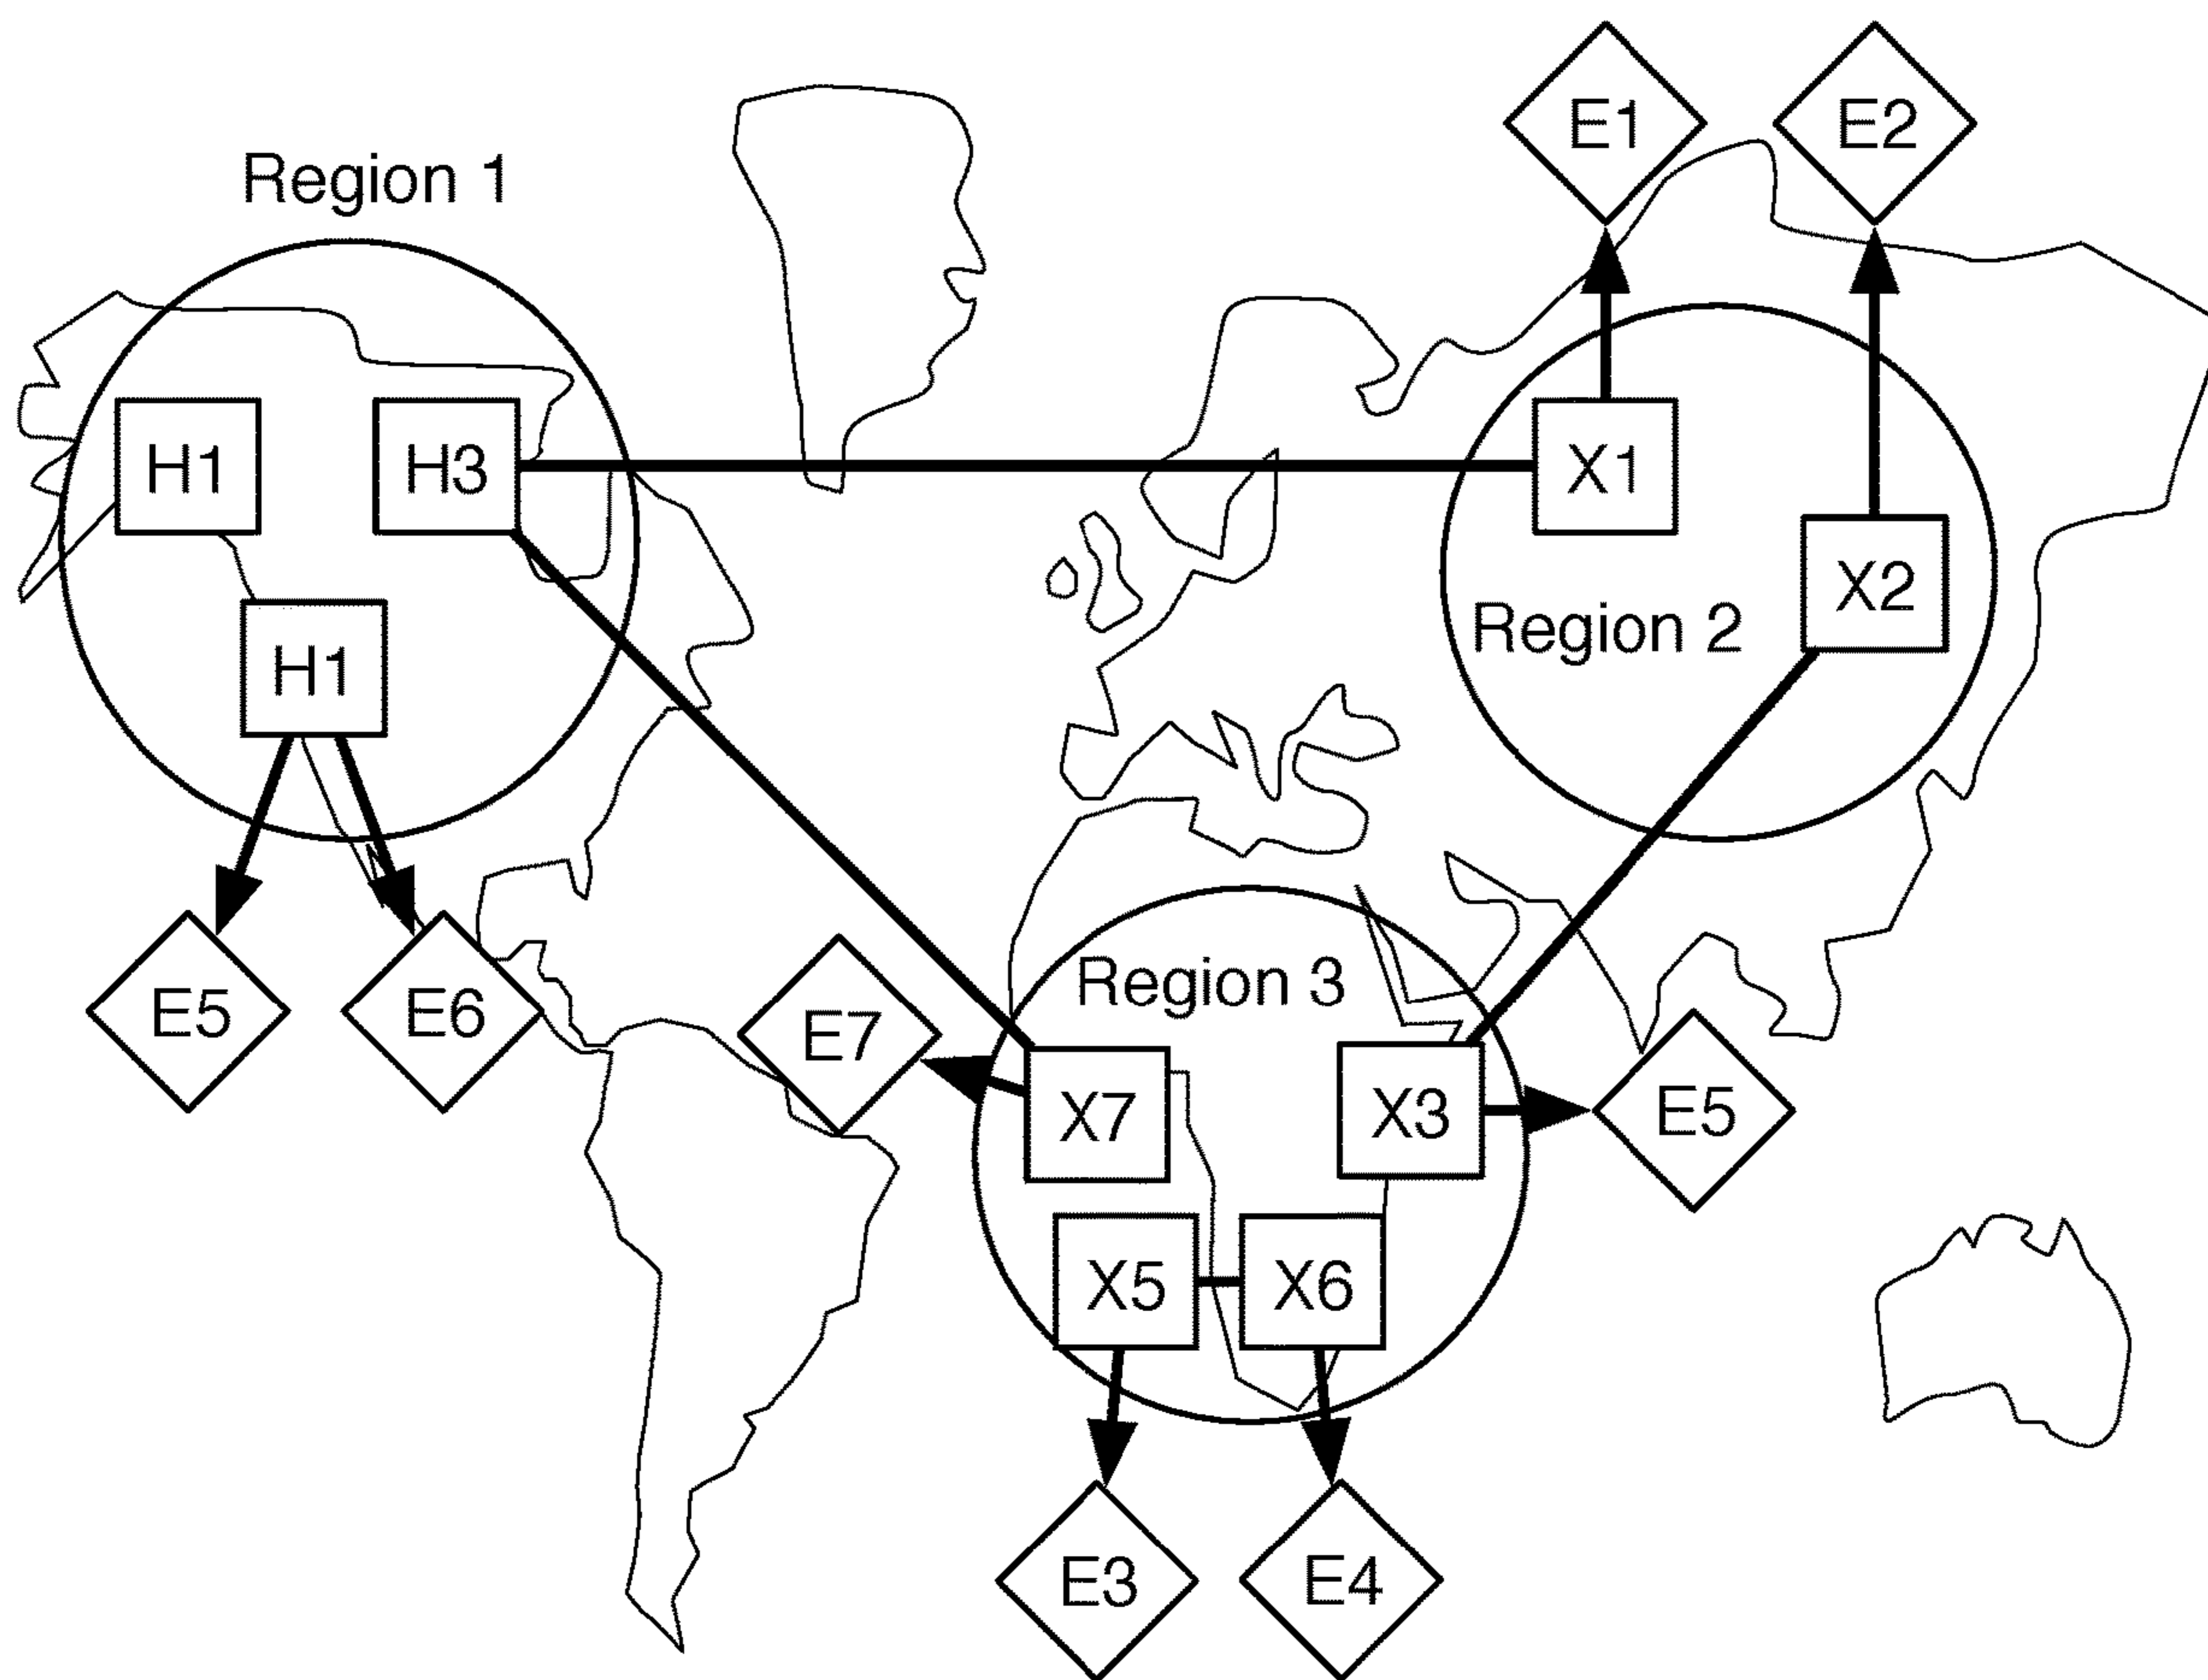 E1
E2
Region 1
H1
H3
X1
X2
Region 2
H1
Region 3
E5
E6
E7
X7
X3
E5
X5
X6
E3
E4